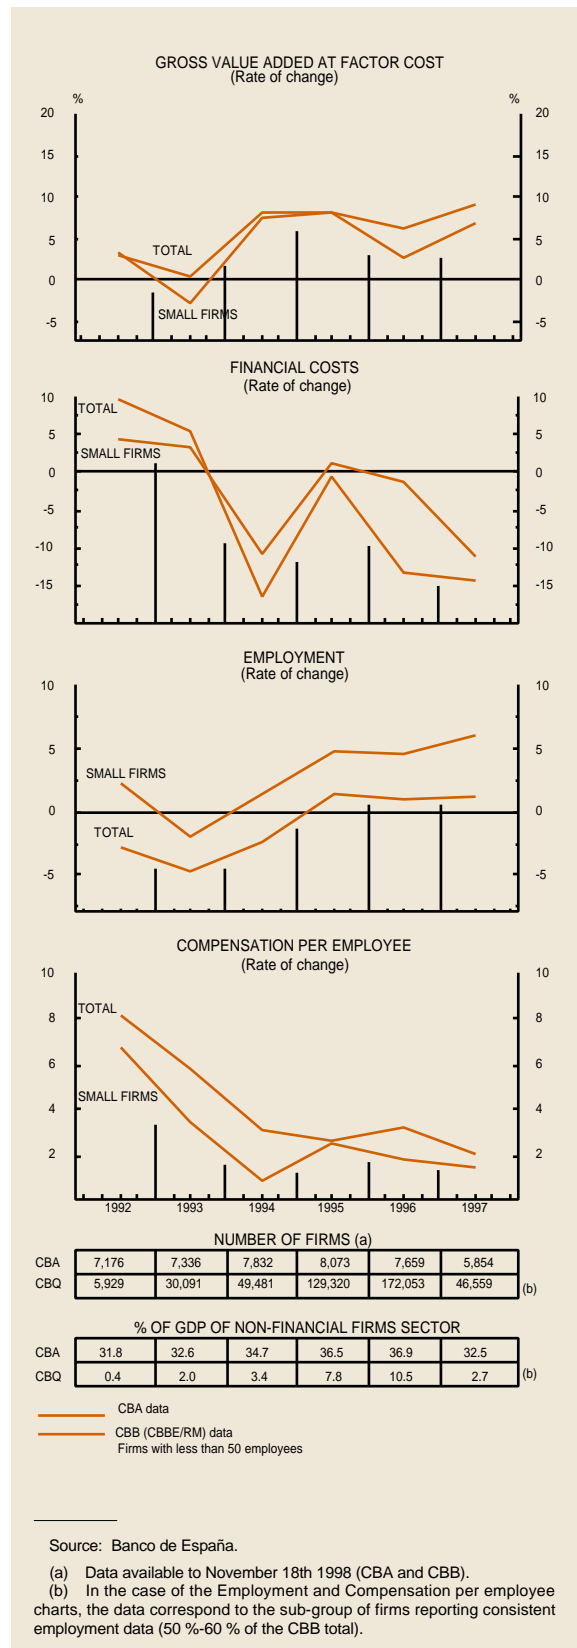 GROSS VALUE ADDED AT FACTOR COST
(Rate of change)
% %
20 20
15 15
10 10
TOTAL
5 5
0 0
SMALL FIRMS
-5 -5
FINANCIAL COSTS
(Rate of change)
10 10
TOTAL
5 5
SMALL FIRMS
0 0
-5 -5
-10 -10
-15 -15
EMPLOYMENT
(Rate of change)
10 10
5 5
SMALL FIRMS
0 0
TOTAL
-5 -5
COMPENSATION PER EMPLOYEE
(Rate of change)
10 10
TOTAL
8 8
6 6
SMALL FIRMS
4 4
2 2
1992 1993 1994 1995 1996 1997
NUMBER OF FIRMS (a)
CBA 7,176 7,336 7,832 8,073 7,659 5,854
CBQ 5,929 30,091 49,481 129,320 172,053 46,559 (b)
% OF GDP OF NON-FINANCIAL FIRMS SECTOR
CBA 31.8 32.6 34.7 36.5 36.9 32.5
CBQ 0.4 2.0 3.4 7.8 10.5 2.7 (b)
CBA data
CBB (CBBE/RM) data
Firms with less than 50 employees
Source: Banco de España.
(a) Data available to November 18th 1998 (CBA and CBB).
(b) In the case of the Employment and Compensation per employee
charts, the data correspond to the sub-group of firms reporting consistent
employment data (50 %-60 % of the CBB total).